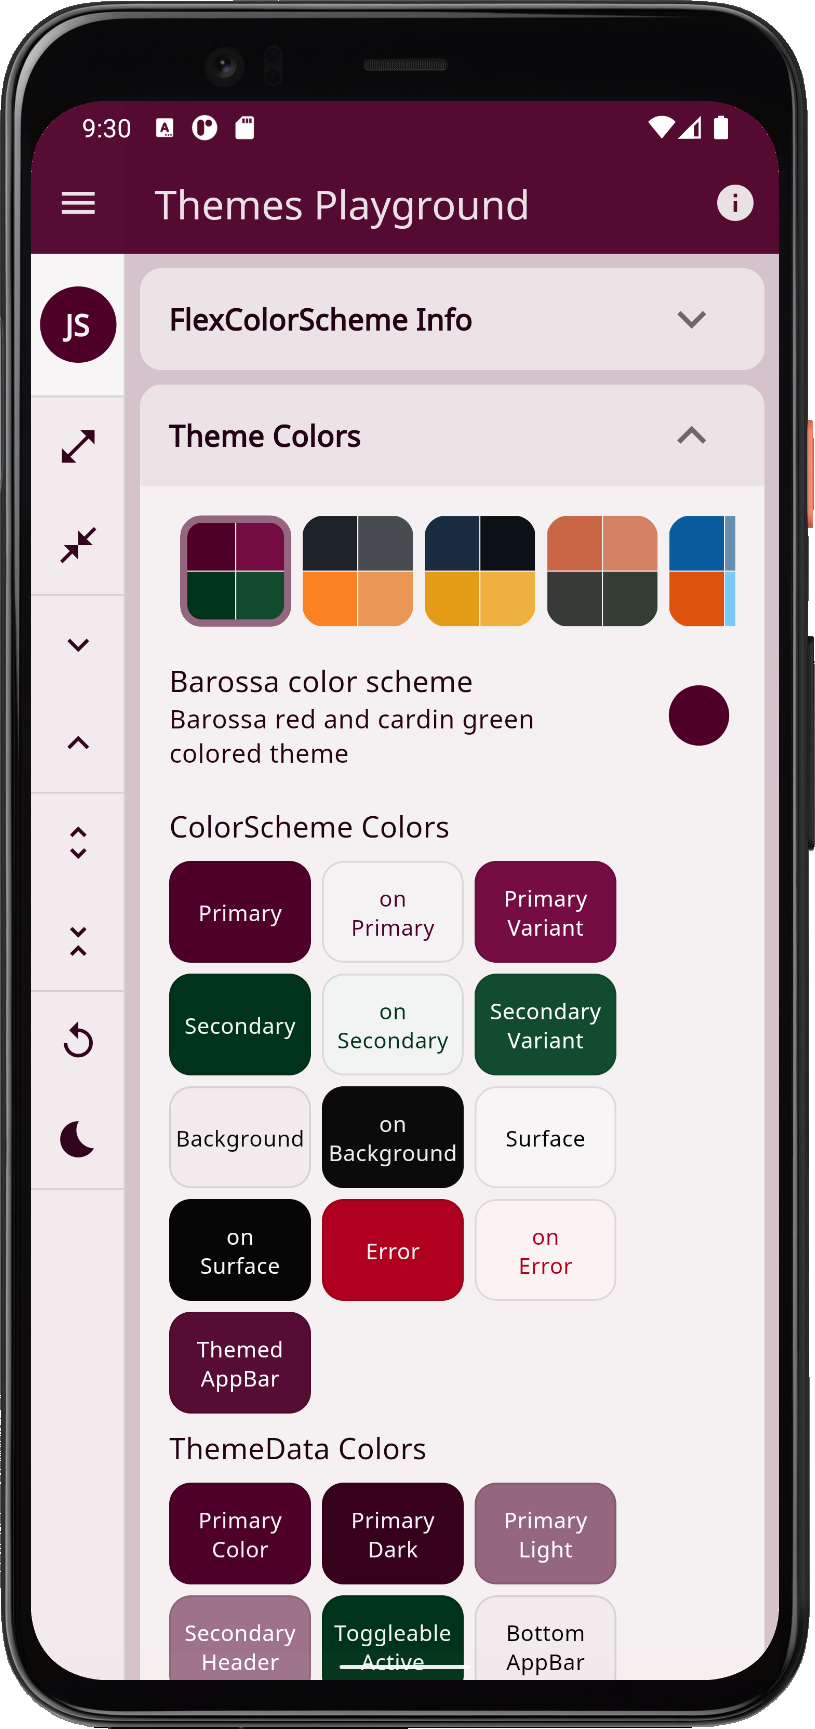 9:30
Themes Playground
JS
FlexColorScheme Info
Theme Colors
Barossa color scheme
Barossa red and cardin green
colored theme
ColorScheme Colors
Primary
on
Primary
Primary
Variant
Secondary
on
Secondary
Secondary
Variant
Background
on
Background
Surface
on
Surface
Error
on
Error
Themed
AppBar
ThemeData Colors
Primary
Color
Primary
Dark
Primary
Light
Secondary
Header
Toggleable
Active
Bottom
AppBar